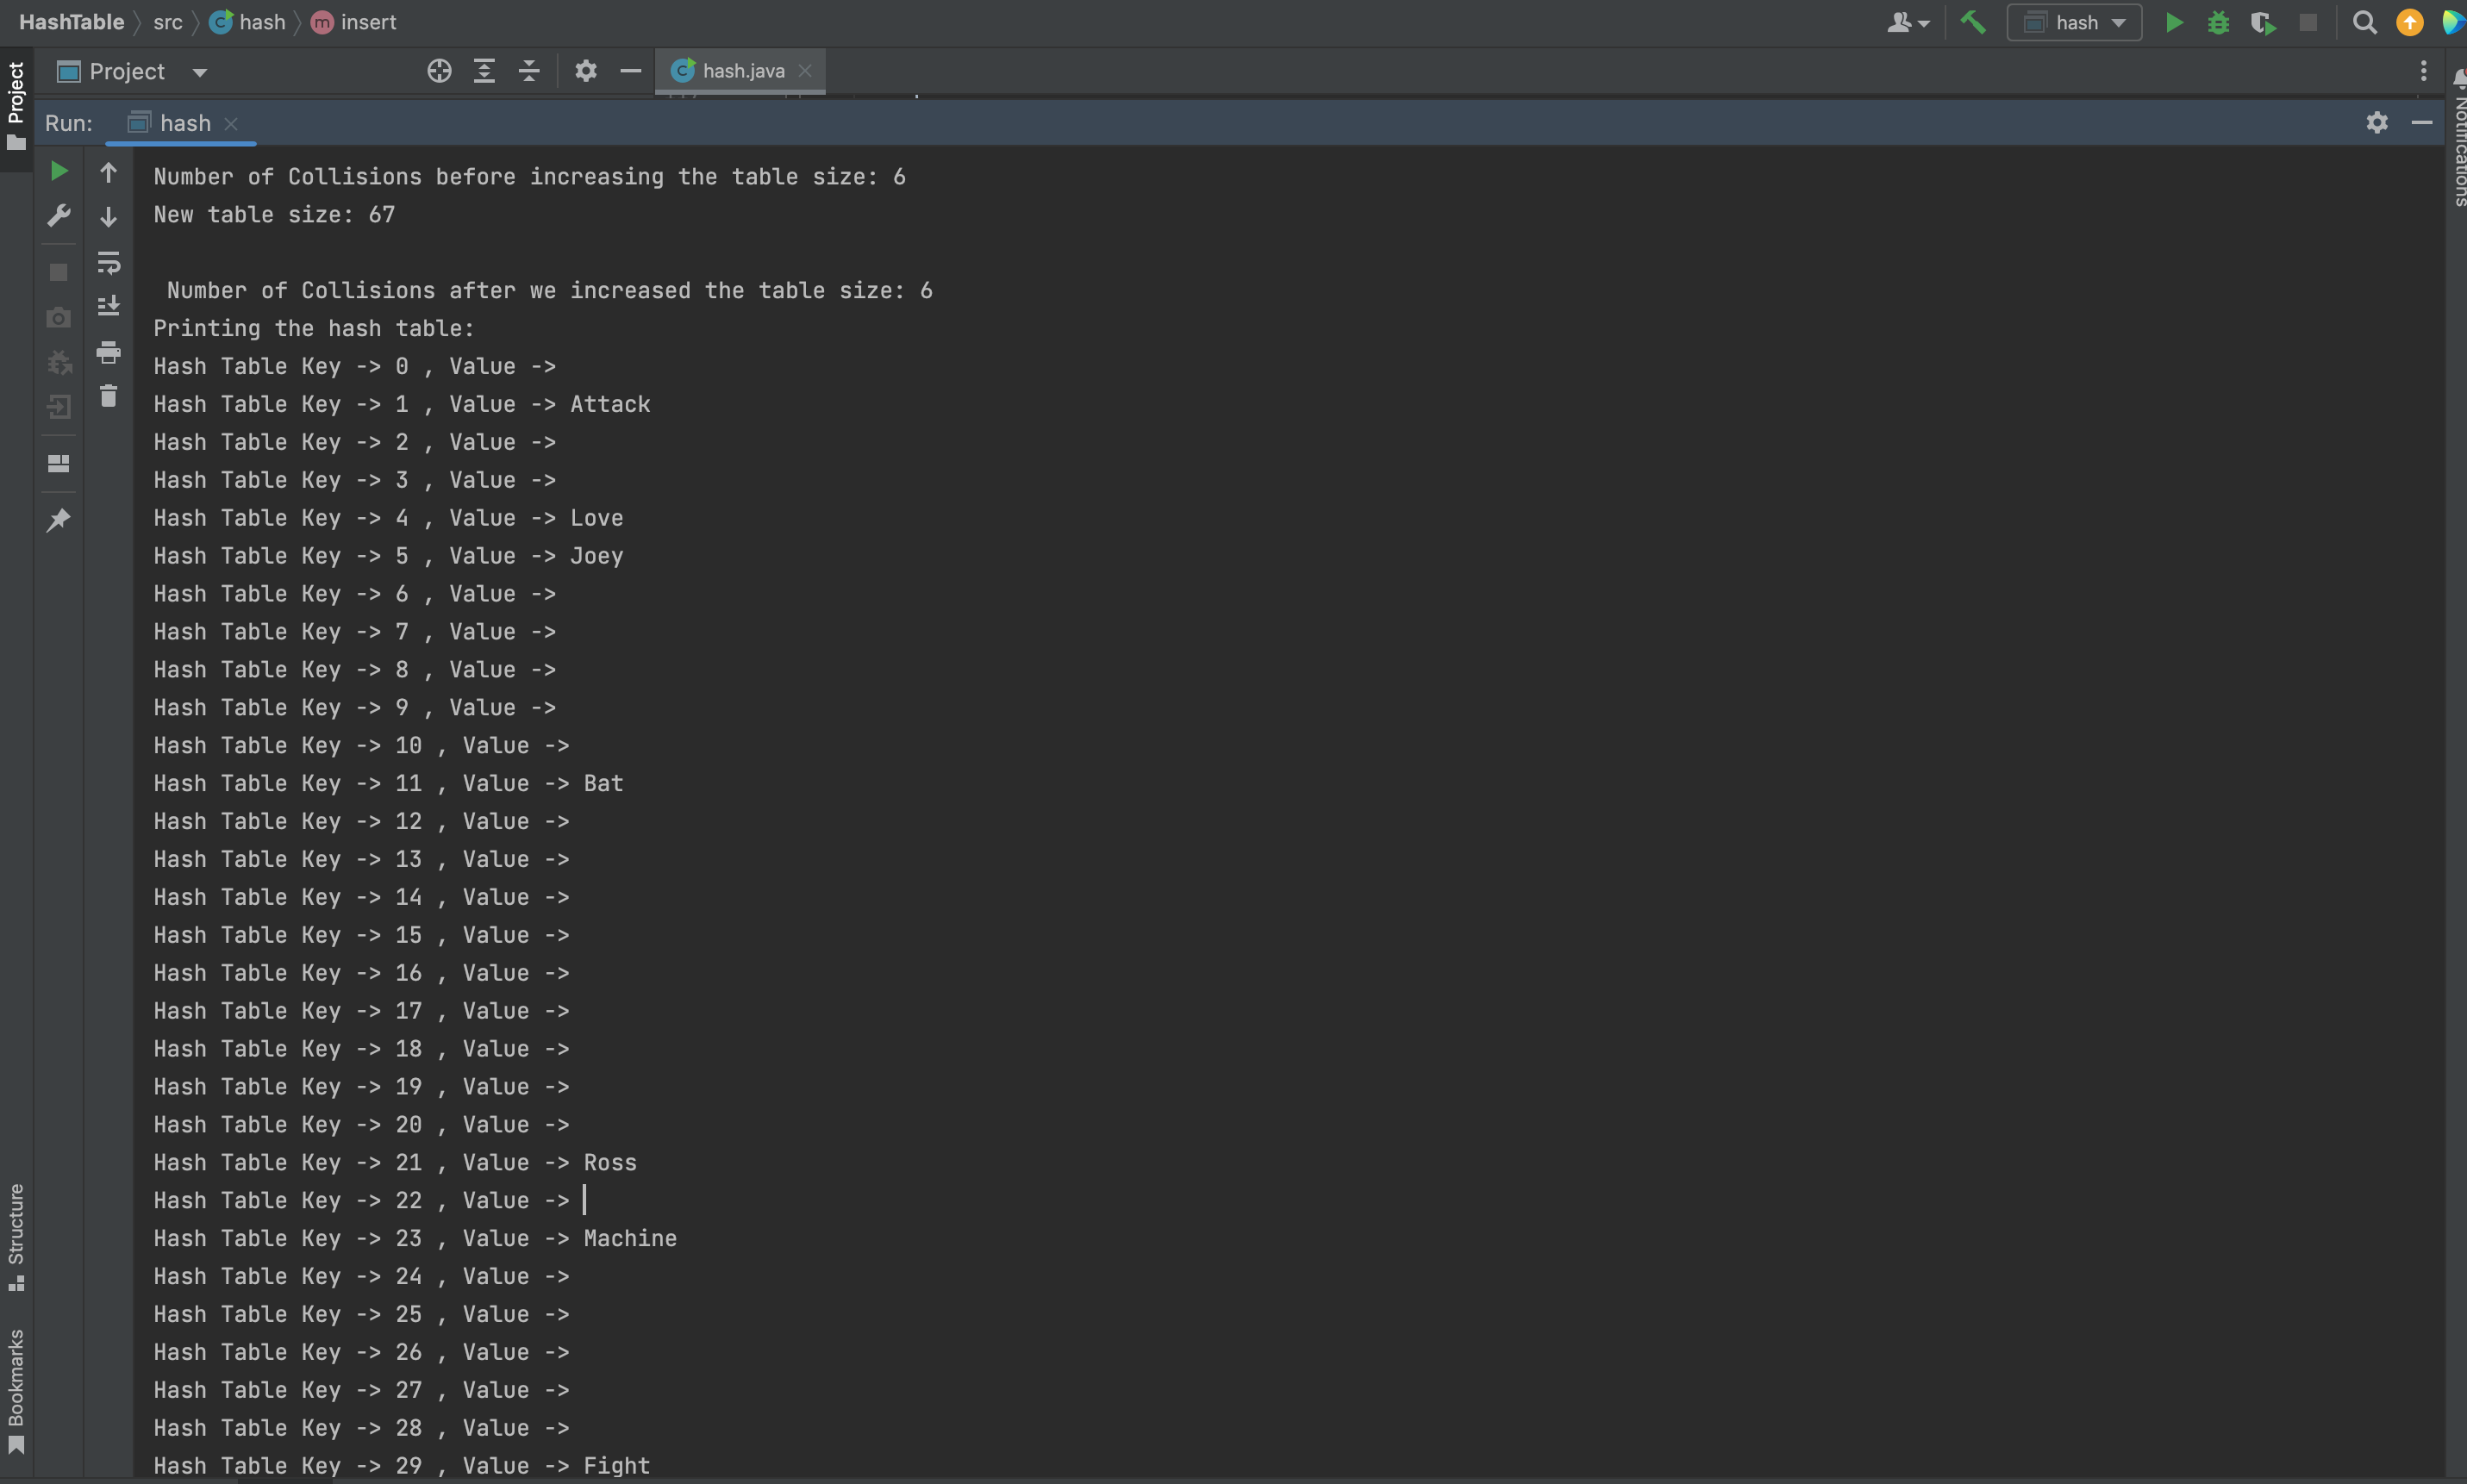 HashTable src hash insert
hash
Project hash.java
Run: hash
Number of Collisions before increasing the table size: 6
New table size: 67
Number of Collisions after we increased the table size: 6
Printing the hash table:
Hash Table Key -> 0 , Value ->
Hash Table Key -> 1 , Value -> Attack
Hash Table Key -> 2 , Value ->
Hash Table Key -> 3 , Value ->
Hash Table Key -> 4 , Value -> Love
Hash Table Key -> 5 , Value -> Joey
Hash Table Key -> 6 , Value ->
Hash Table Key -> 7 , Value ->
Hash Table Key -> 8 , Value ->
Hash Table Key -> 9 , Value ->
Hash Table Key -> 10 , Value ->
Hash Table Key -> 11 , Value -> Bat
Hash Table Key -> 12 , Value ->
Hash Table Key -> 13 , Value ->
Hash Table Key -> 14 , Value ->
Hash Table Key -> 15 , Value ->
Hash Table Key -> 16 , Value ->
Hash Table Key -> 17 , Value ->
Hash Table Key -> 18 , Value ->
Hash Table Key -> 19 , Value ->
Hash Table Key -> 20 , Value ->
Hash Table Key -> 21 , Value -> Ross
Hash Table Key -> 22 , Value ->
Hash Table Key -> 23 , Value -> Machine
Hash Table Key -> 24 , Value ->
Hash Table Key -> 25 , Value ->
Hash Table Key -> 26 , Value ->
Hash Table Key -> 27 , Value ->
Hash Table Key -> 28 , Value ->
Hash Table Key -> 29 , Value -> Fight
Project
Structure
Bookmarks
Notifications